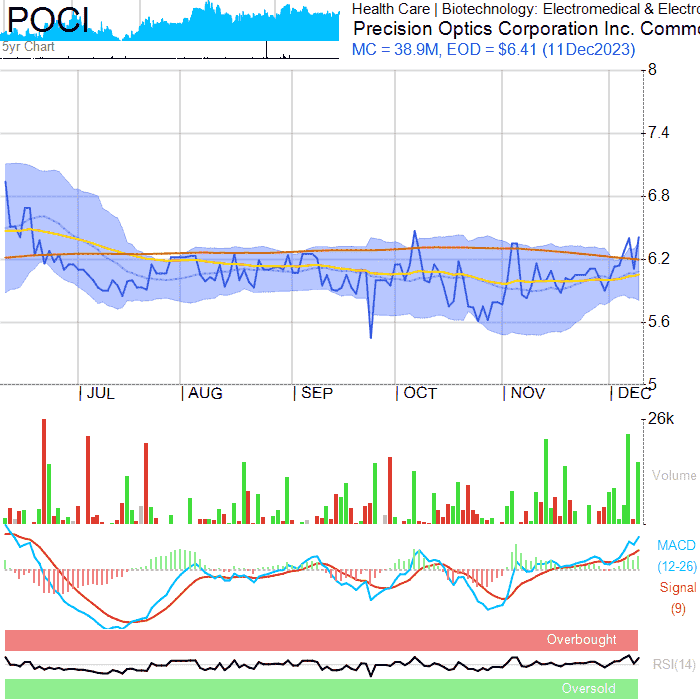 POCI
5yr Chart
Health Care | Biotechnology: Electromedical & Electro
Precision Optics Corporation Inc. Commo
MC = 38.9M, EOD = $6.41 (11Dec2023)
8
7.4
6.8
6.2
5.6
5
JUL AUG SEP OCT NOV DEC
26k
Volume
MACD
(12-26)
Signal
(9)
Overbought
RSI(14)
Oversold